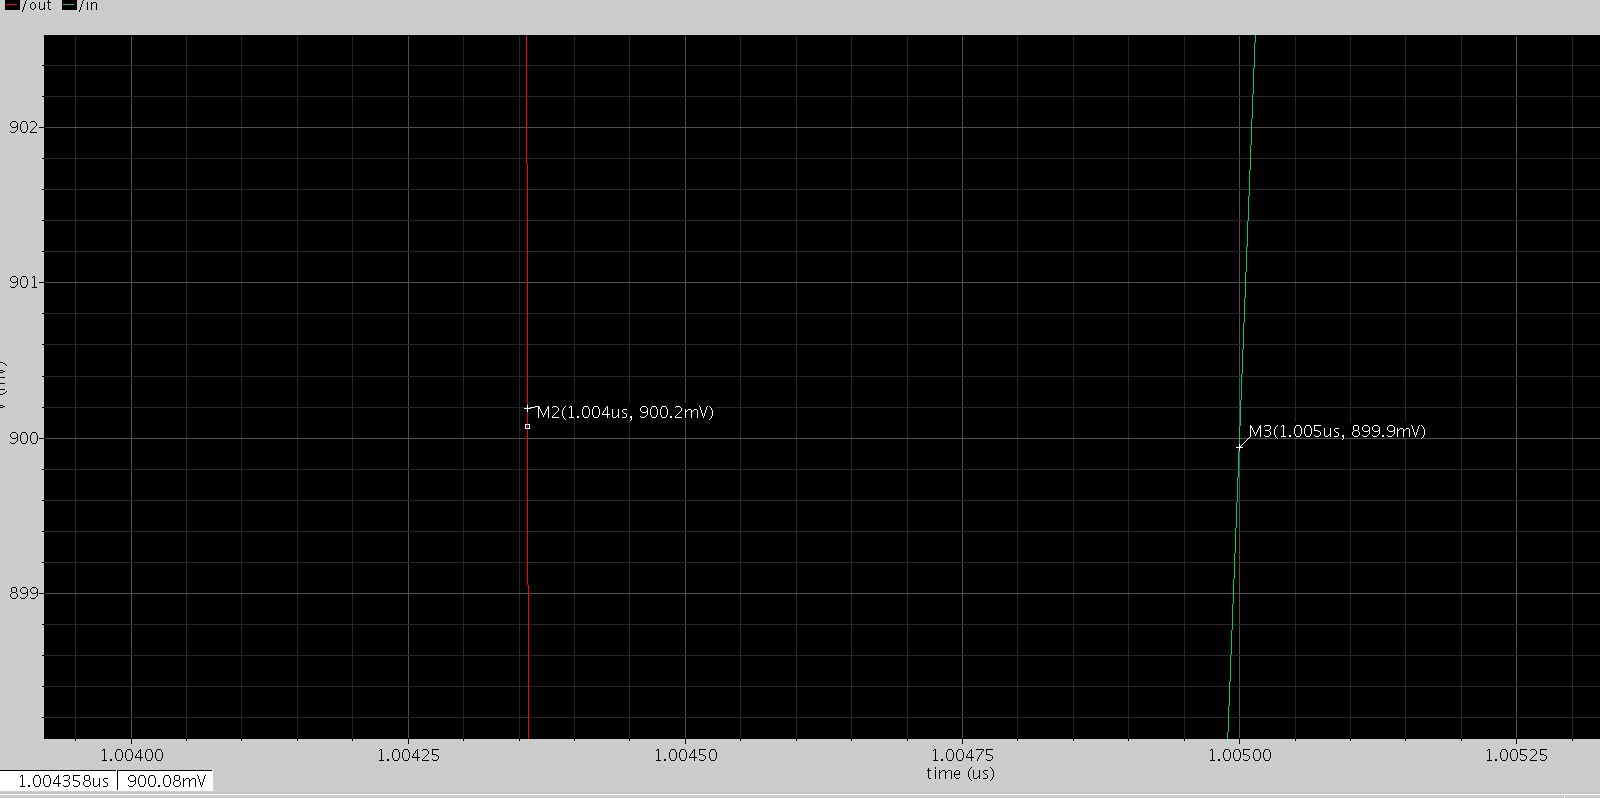 /out /in
902
901
M2(1.004us, 900.2mV)
900
M3(1.005us, 899.9mV)
899
1.00400 1.00425 1.00450 1.00475 1.00500 1.00525
time (us)
1.004358us 900.08mV